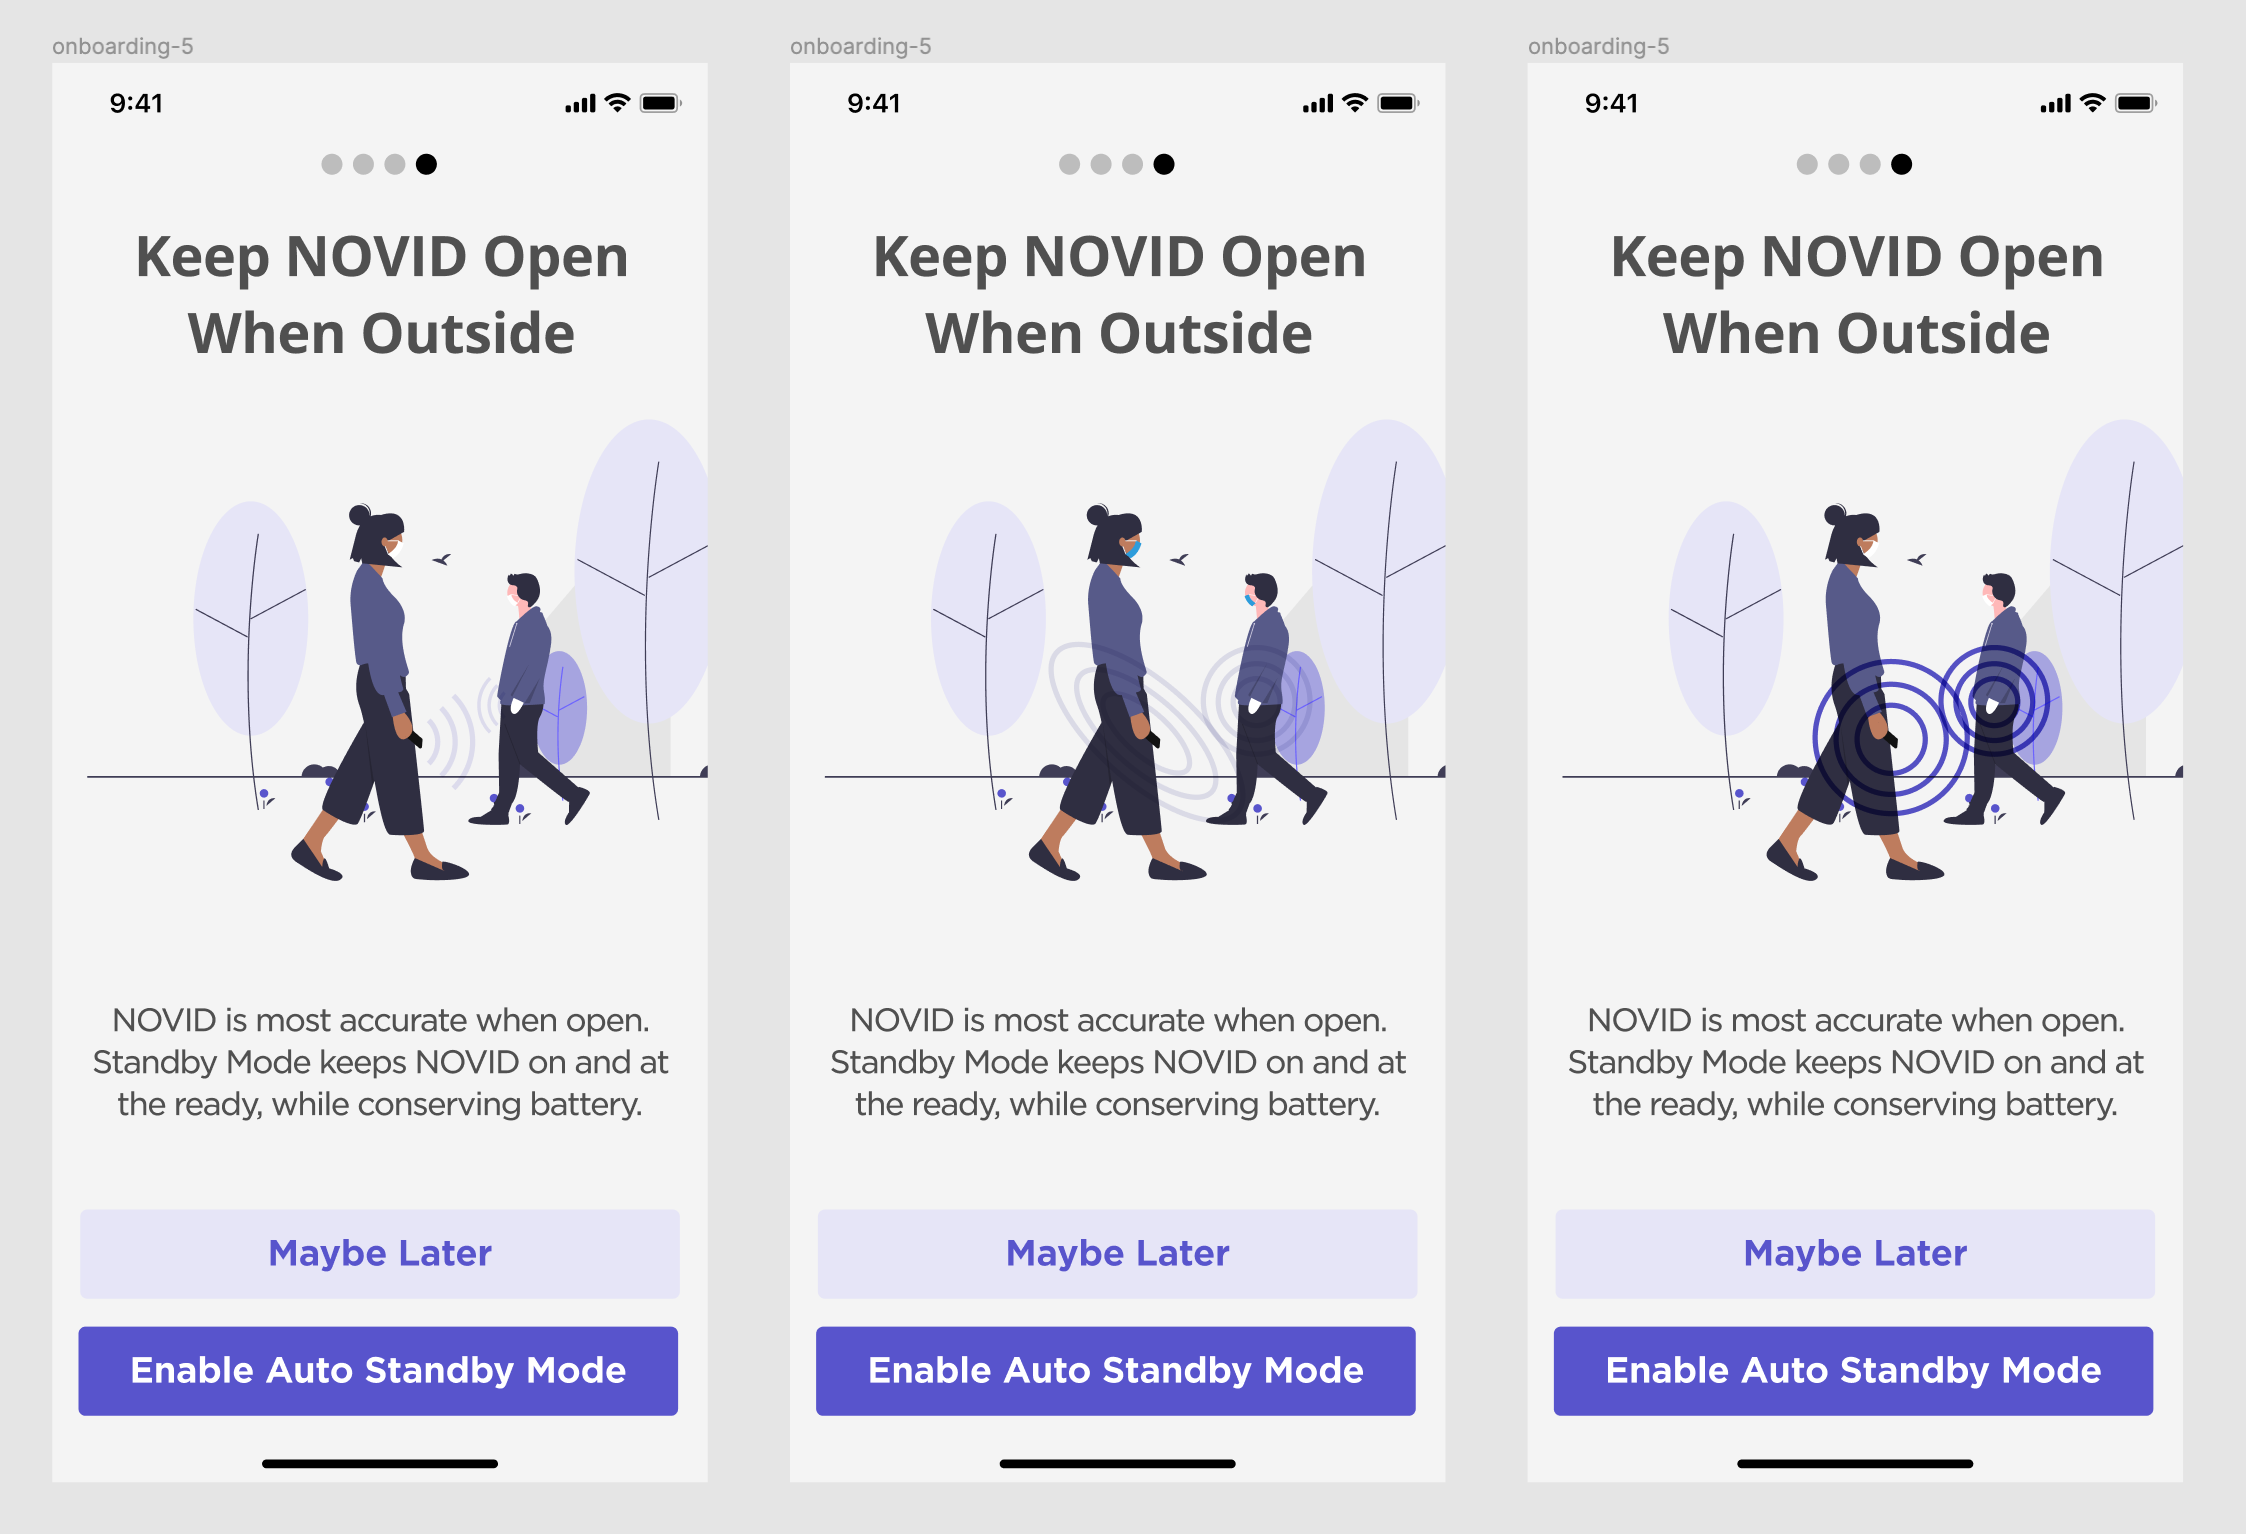 onboarding-5
9:41
Keep NOVID Open
When Outside
NOVID is most accurate when open.
Standby Mode keeps NOVID on and at
the ready, while conserving battery.
Maybe Later
Enable Auto Standby Mode
onboarding-5
9:41
Keep NOVID Open
When Outside
NOVID is most accurate when open.
Standby Mode keeps NOVID on and at
the ready, while conserving battery.
Maybe Later
Enable Auto Standby Mode
onboarding-5
9:41
Keep NOVID Open
When Outside
NOVID is most accurate when open.
Standby Mode keeps NOVID on and at
the ready, while conserving battery.
Maybe Later
Enable Auto Standby Mode